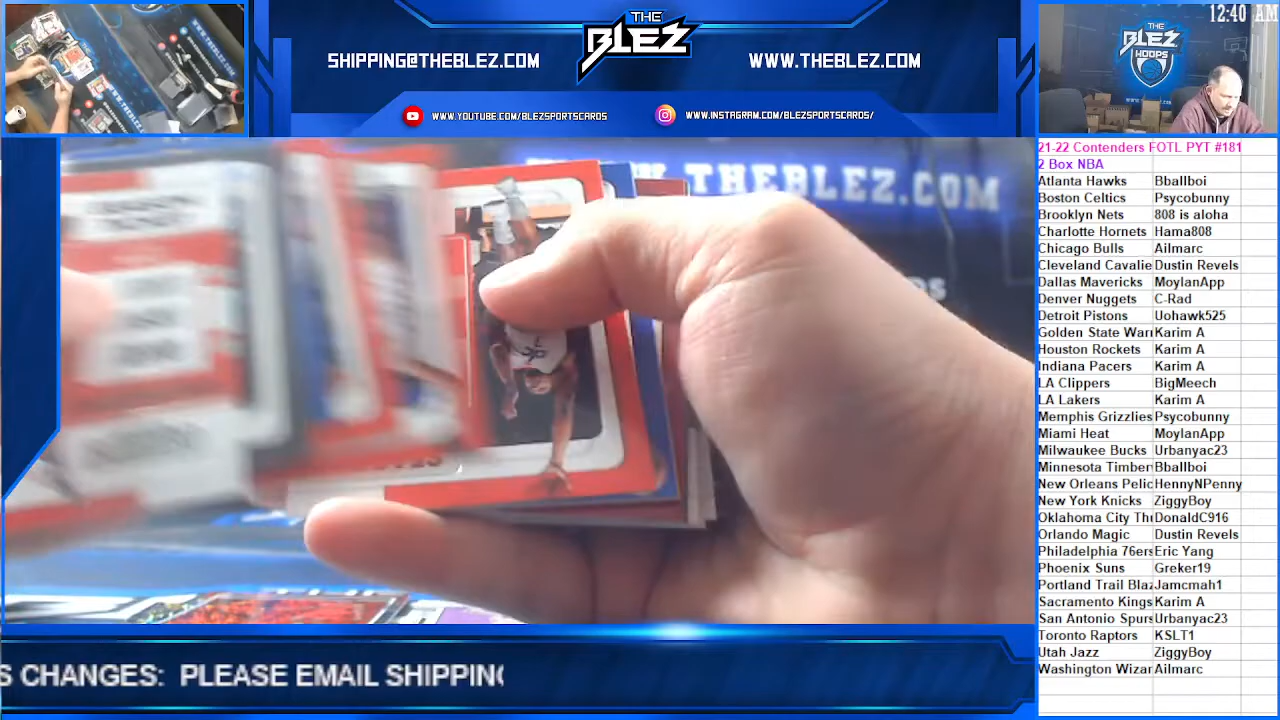 THE
BLEZ
SHIPPING@THEBLEZ.COM
WWW.THEBLEZ.COM
WWW.YOUTUBE.COM/BLEZSPORTSCARDS
WWW.INSTAGRAM.COM/BLEZSPORTSCARDS/
12:40 AM
THE
BLEZ
HOOPS
THEBLEZ.COM
21-22 Contenders FOTL PYT #181
2 Box NBA
Atlanta Hawks Bballboi
Boston Celtics Psycobunny
Brooklyn Nets 808 is aloha
Charlotte Hornets Hama808
Chicago Bulls Ailmarc
Cleveland Cavalie Dustin Revels
Dallas Mavericks MoylanApp
Denver Nuggets C-Rad
Detroit Pistons Uohawk525
Golden State Warr Karim A
Houston Rockets Karim A
Indiana Pacers Karim A
LA Clippers BigMeech
LA Lakers Karim A
Memphis Grizzlies Psycobunny
Miami Heat MoylanApp
Milwaukee Bucks Urbanyac23
Minnesota Timber Bballboi
New Orleans Pelic HennyNPenny
New York Knicks ZiggyBoy
Oklahoma City Thu DonaldC916
Orlando Magic Dustin Revels
Philadelphia 76ers Eric Yang
Phoenix Suns Greker19
Portland Trail Blaz Jamcmah1
Sacramento Kings Karim A
San Antonio Spurs Urbanyac23
Toronto Raptors KSLT1
Utah Jazz ZiggyBoy
Washington Wizar Ailmarc
S CHANGES: PLEASE EMAIL SHIPPING